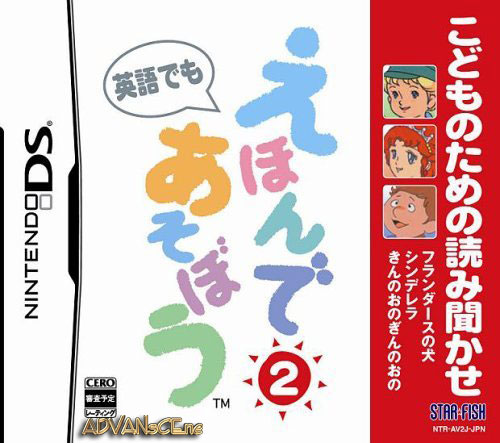 こどものための読み聞かせ
フランダースの犬
シンデレラ
きんのおのぎんのおの
STAR-FISH
NTR-AV2J-JPN
英語でも
えほんで
あそぼう
2
TM
NINTENDO DS
CERO
審査予定
レーティング
ADVANsCEne